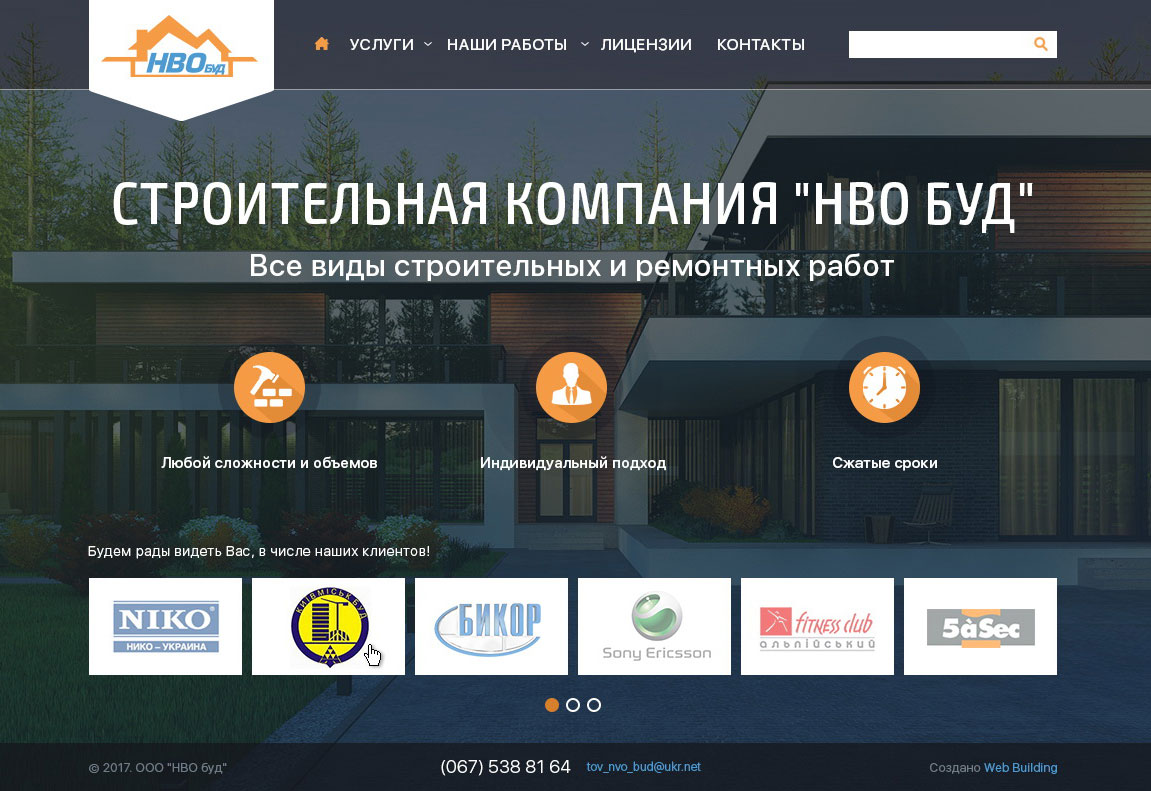 НВО БУД
УСЛУГИ
НАШИ РАБОТЫ
ЛИЦЕНЗИИ
КОНТАКТЫ
СТРОИТЕЛЬНАЯ КОМПАНИЯ "НВО БУД"
Все виды строительных и ремонтных работ
Любой сложности и объемов
Индивидуальный подход
Сжатые сроки
Будем рады видеть Вас, в числе наших клиентов!
NIKO®
НИКО – УКРАИНА
КИЇВМІСЬКБУД
БИКОР
Sony Ericsson
fitness club
альпійський
5àSec
© 2017. ООО "НВО буд"
(067) 538 81 64
tov_nvo_bud@ukr.net
Создано Web Building